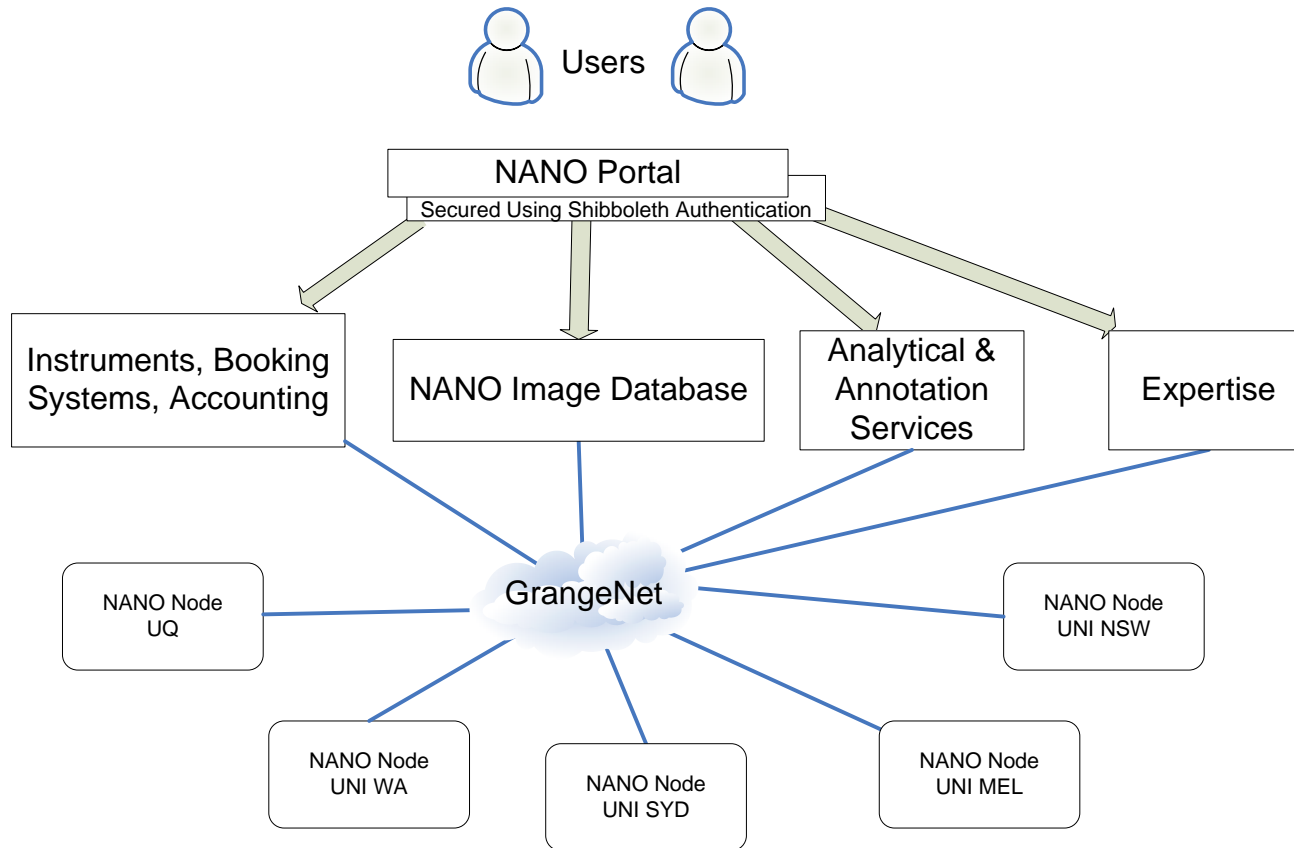 Users
NANO Portal
Secured Using Shibboleth Authentication
Instruments, Booking
Systems, Accounting
NANO Image Database
Analytical &
Annotation
Services
Expertise
GrangeNet
NANO Node
UQ
NANO Node
UNI NSW
NANO Node
UNI WA
NANO Node
UNI SYD
NANO Node
UNI MEL